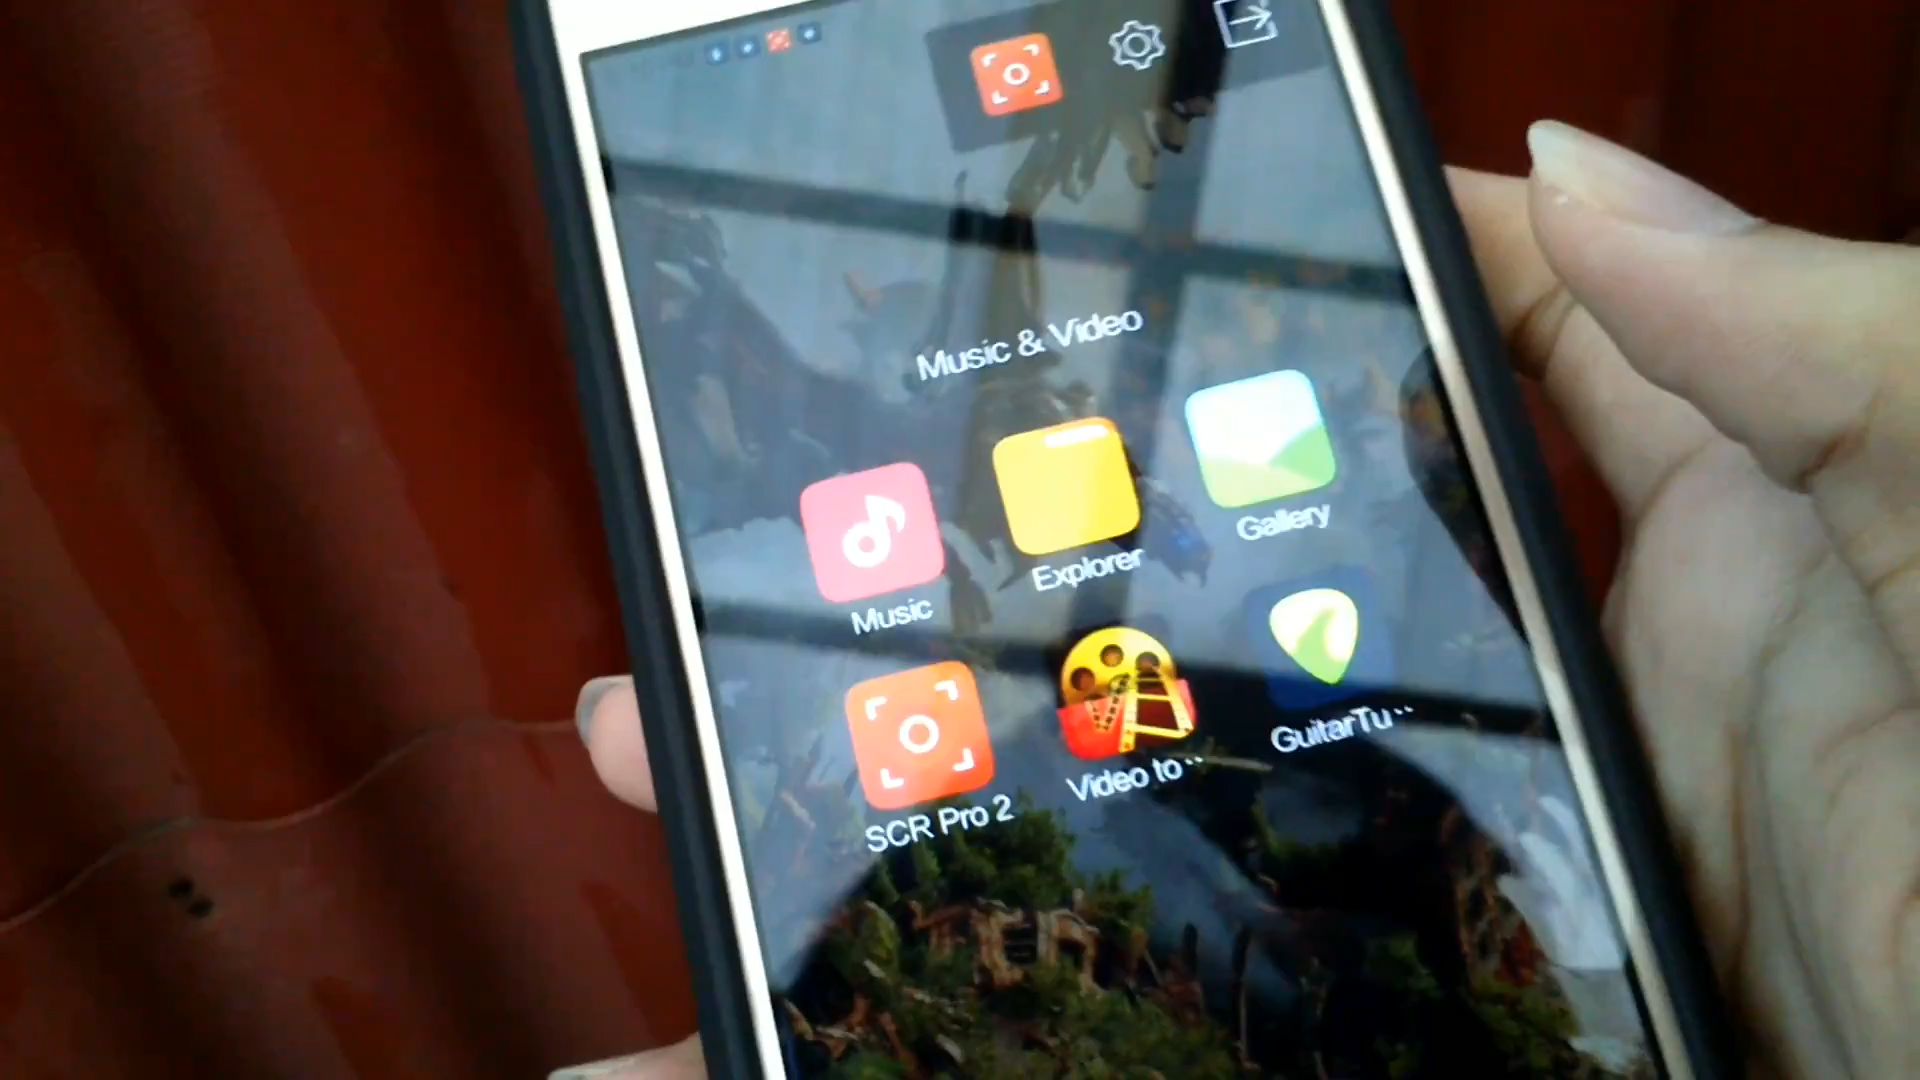 Music & Video
Music
Explorer
Gallery
SCR Pro 2
Video to ··
GuitarTu ··